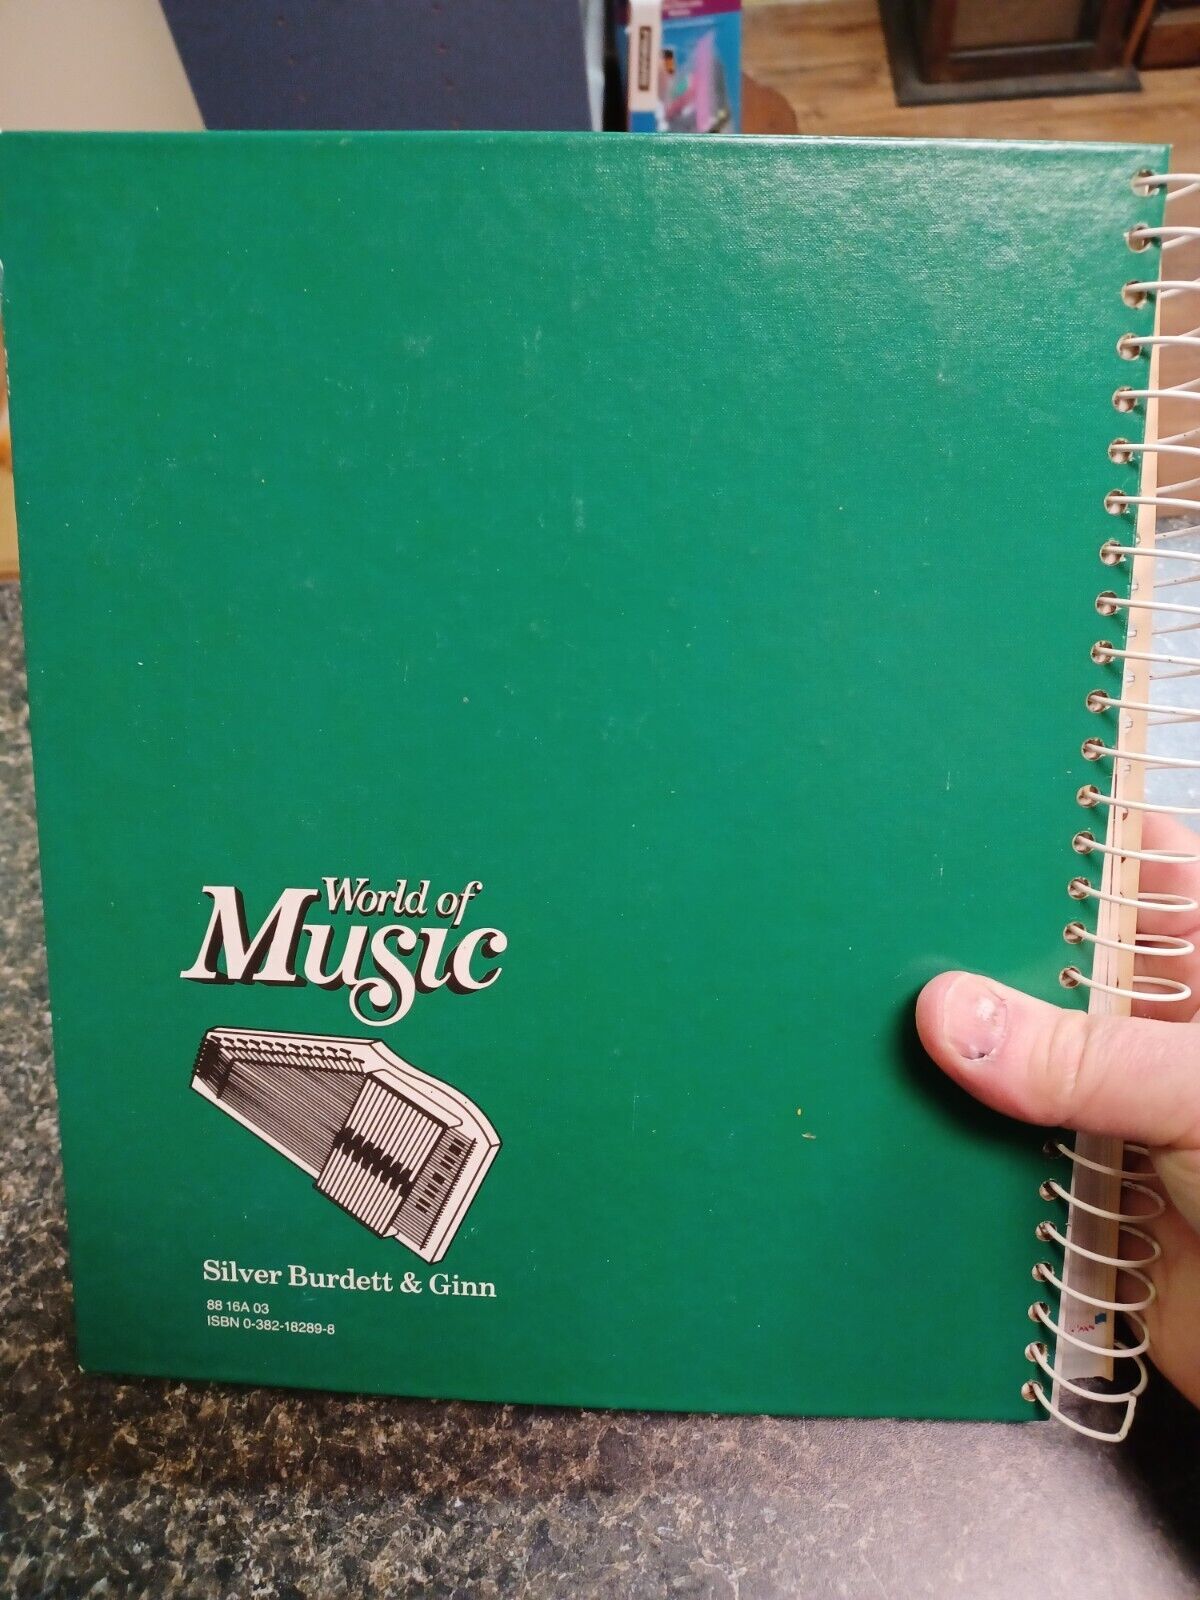 World of
Music
Silver Burdett & Ginn
88 16A 03
ISBN 0-382-18289-8